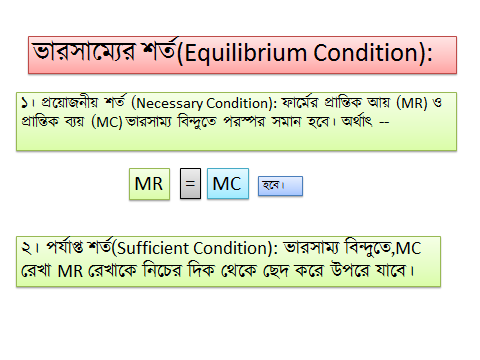 ভারসাম্যের শর্ত(Equilibrium Condition):
১। প্রয়োজনীয় শর্ত (Necessary Condition): ফার্মের প্রান্তিক আয় (MR) ও
প্রান্তিক ব্যয় (MC) ভারসাম্য বিন্দুতে পরস্পর সমান হবে। অর্থাৎ --
MR = MC হবে।
২। পর্যাপ্ত শর্ত(Sufficient Condition): ভারসাম্য বিন্দুতে,MC
রেখা MR রেখাকে নিচের দিক থেকে ছেদ করে উপরে যাবে।